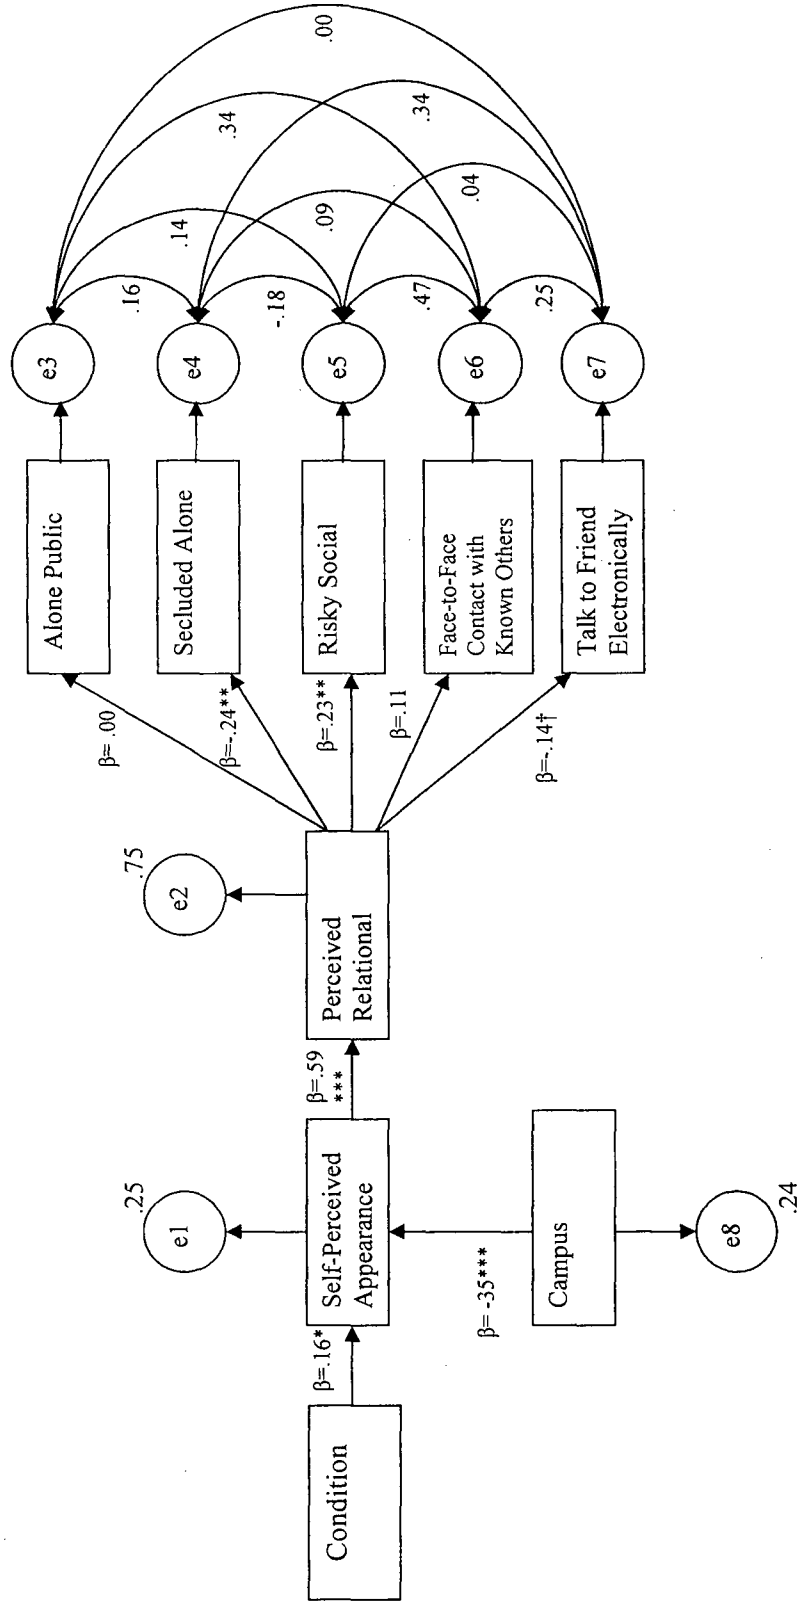 Condition
β=.16*
Self-Perceived
Appearance
e1
.25
β= -35***
Campus
e8
.24
β=.59
***
Perceived
Relational
e2
.75
β= .00
β=-.24**
β=.23**
β=.11
β=-.14†
Alone Public
Secluded Alone
Risky Social
Face-to-Face
Contact with
Known Others
Talk to Friend
Electronically
e3
e4
e5
e6
e7
.16
-.18
.47
.25
.14
.09
.04
.34
.34
.00